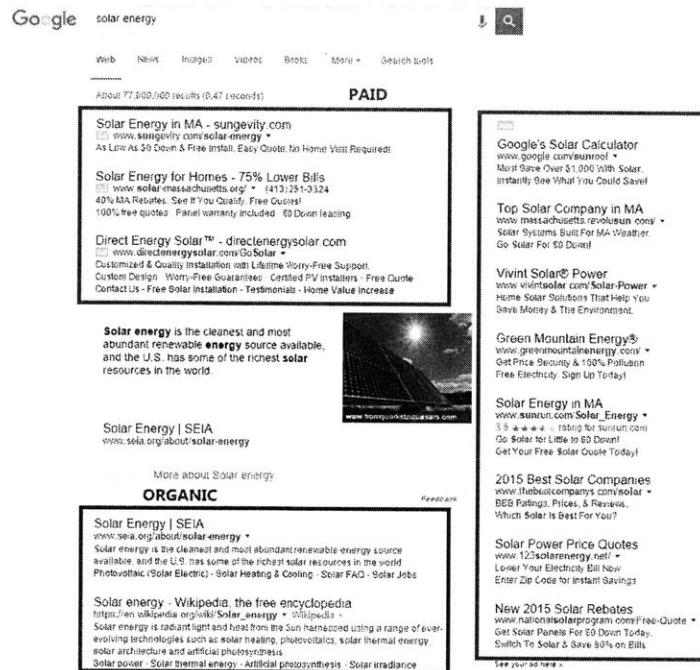 Google
solar energy
Web News Images Videos Books More Search tools
About 77,000,000 results (0.47 seconds)
PAID
Solar Energy in MA - sungevity.com
www.sungevity.com/solar-energy
As Low As $0 Down & Free Install. Easy Quote. No Home Visit Required!
Solar Energy for Homes - 75% Lower Bills
www.solar-massachusetts.org/ (413)251-3324
40% MA Rebates. See If You Qualify. Free Quotes!
100% free quotes Panel warranty included $0 Down leasing
Direct Energy Solar™ - directenergysolar.com
www.directenergysolar.com/GoSolar
Customized & Quality Installation with Lifetime Worry-Free Support.
Custom Design Worry-Free Guarantees Certified PV Installers - Free Quote
Contact Us - Free Solar Installation - Testimonials - Home Value Increase
Solar energy is the cleanest and most
abundant renewable energy source available,
and the U.S. has some of the richest solar
resources in the world.
www.fromquarkstoquasars.com
Solar Energy | SEIA
www.seia.org/about/solar-energy
More about Solar energy
Feedback
ORGANIC
Solar Energy | SEIA
www.seia.org/about/solar-energy
Solar energy is the cleanest and most abundant renewable energy source
available, and the U.S. has some of the richest solar resources in the world
Photovoltaic (Solar Electric) - Solar Heating & Cooling - Solar FAQ - Solar Jobs
Solar energy - Wikipedia, the free encyclopedia
https://en.wikipedia.org/wiki/Solar_energy Wikipedia
Solar energy is radiant light and heat from the Sun harnessed using a range of ever-
evolving technologies such as solar heating, photovoltaics, solar thermal energy
solar architecture and artificial photosynthesis
Solar power - Solar thermal energy - Artificial photosynthesis - Solar irradiance
Google's Solar Calculator
www.google.com/sunroof
Must Save Over $1,000 With Solar.
Instantly See What You Could Save!
Top Solar Company in MA
www.massachusetts.revolusun.com/
Solar Systems Built For MA Weather.
Go Solar For $0 Down!
Vivint Solar® Power
www.vivintsolar.com/Solar-Power
Home Solar Solutions That Help You
Save Money & The Environment.
Green Mountain Energy®
www.greenmountainenergy.com/
Get Price Security & 100% Pollution
Free Electricity. Sign Up Today!
Solar Energy in MA
www.sunrun.com/Solar_Energy
3.5 ★★★★ rating for sunrun.com
Go Solar for Little to $0 Down!
Get Your Free Solar Quote Today!
2015 Best Solar Companies
www.thebestcompanys.com/solar
BBB Ratings, Prices, & Reviews.
Which Solar Is Best For You?
Solar Power Price Quotes
www.123solarenergy.net/
Lower Your Electricity Bill Now
Enter Zip Code for Instant Savings
New 2015 Solar Rebates
www.nationalsolarprogram.com/Free-Quote
Get Solar Panels For $0 Down Today.
Switch To Solar & Save 80% on Bills
See your ad here »